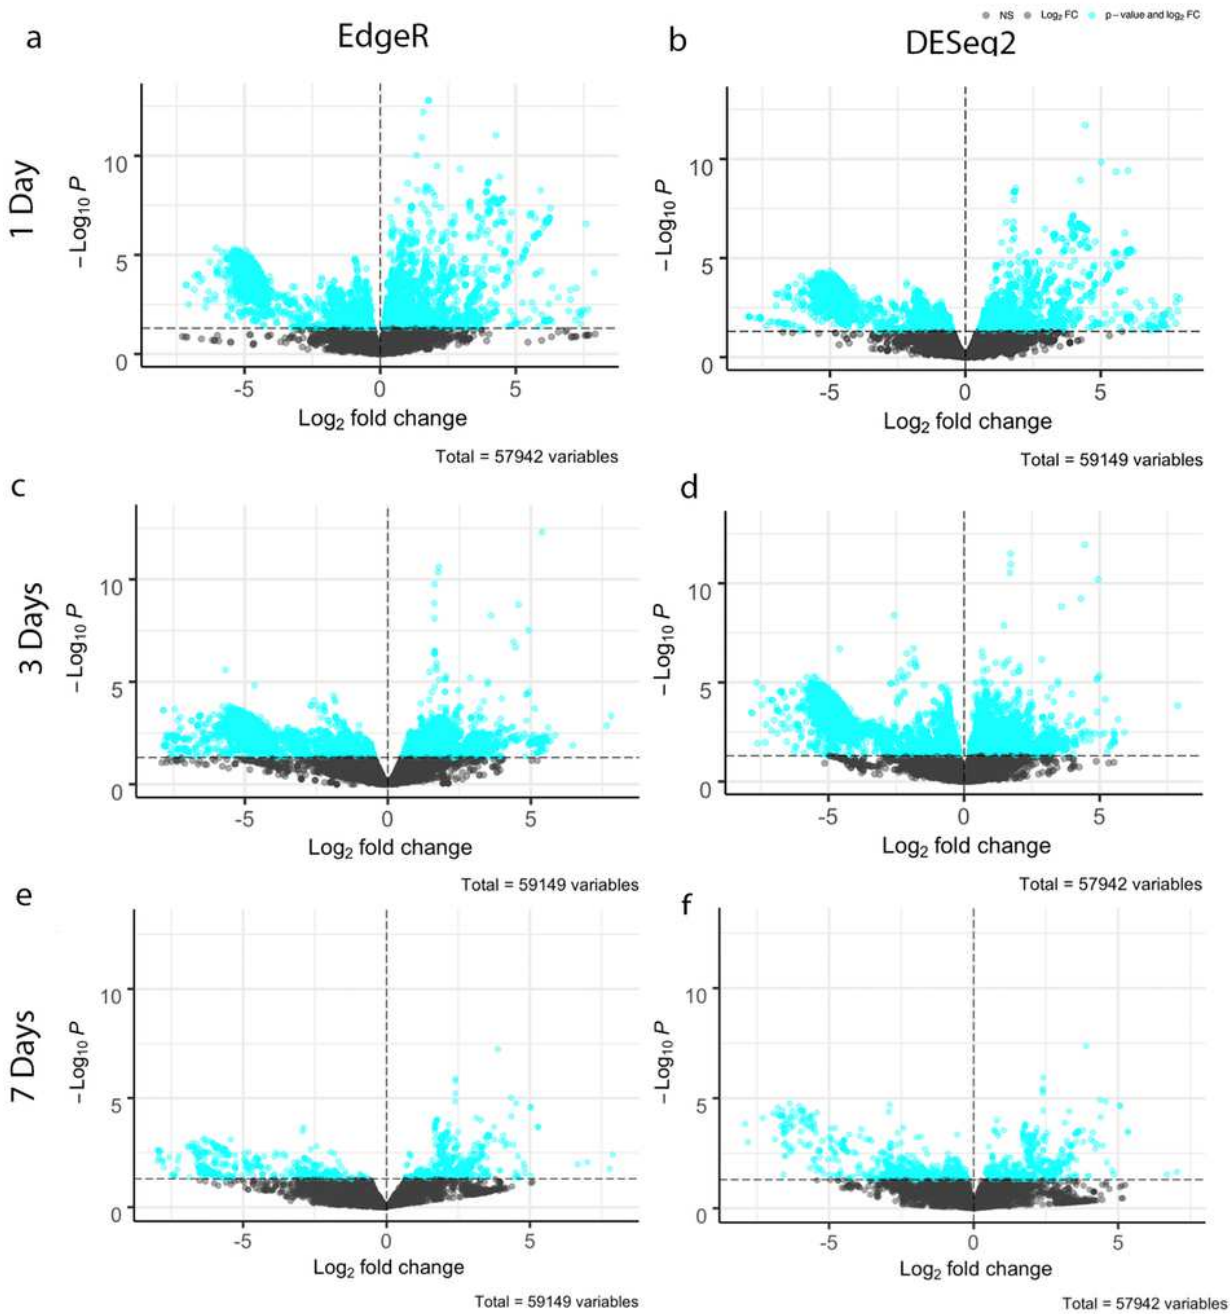 NS Log₂ FC p − value and log₂ FC
a EdgeR b DESeq2
1 Day
− Log₁₀ P
10
5
0
-5 0 5
Log₂ fold change
Total = 57942 variables
− Log₁₀ P
10
5
0
-5 0 5
Log₂ fold change
Total = 59149 variables
c d
3 Days
− Log₁₀ P
10
5
0
-5 0 5
Log₂ fold change
Total = 59149 variables
− Log₁₀ P
10
5
0
-5 0 5
Log₂ fold change
Total = 57942 variables
e f
7 Days
− Log₁₀ P
10
5
0
-5 0 5
Log₂ fold change
Total = 59149 variables
− Log₁₀ P
10
5
0
-5 0 5
Log₂ fold change
Total = 57942 variables